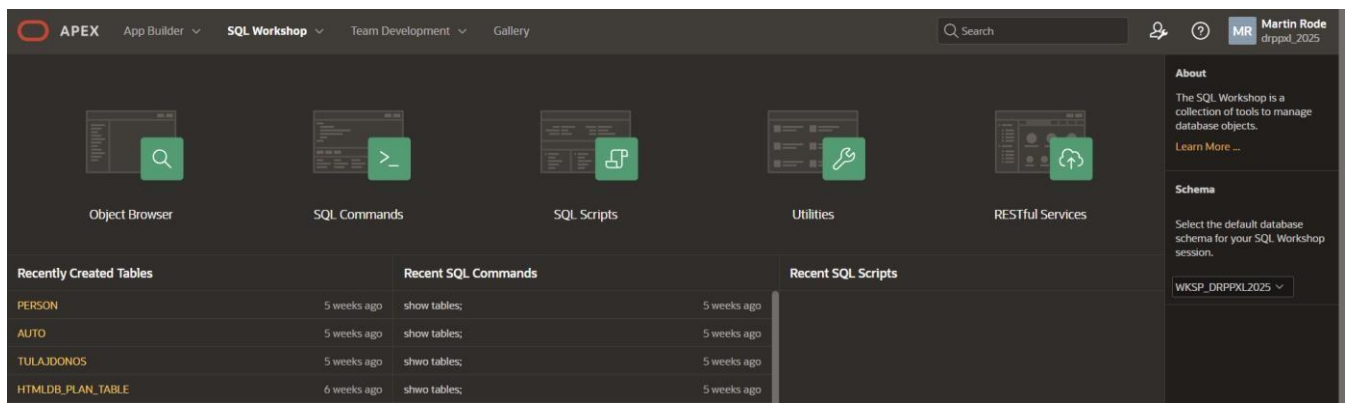 APEX App Builder SQL Workshop Team Development Gallery Search MR Martin Rode
drppxl_2025
About
The SQL Workshop is a
collection of tools to manage
database objects.
Learn More ...
>_
Object Browser SQL Commands SQL Scripts Utilities RESTful Services
Schema
Select the default database
schema for your SQL Workshop
session.
WKSP_DRPPXL2025
Recently Created Tables Recent SQL Commands Recent SQL Scripts
PERSON 5 weeks ago show tables; 5 weeks ago
AUTO 5 weeks ago show tables; 5 weeks ago
TULAJDONOS 5 weeks ago shwo tables; 5 weeks ago
HTMLDB_PLAN_TABLE 6 weeks ago shwo tables; 5 weeks ago